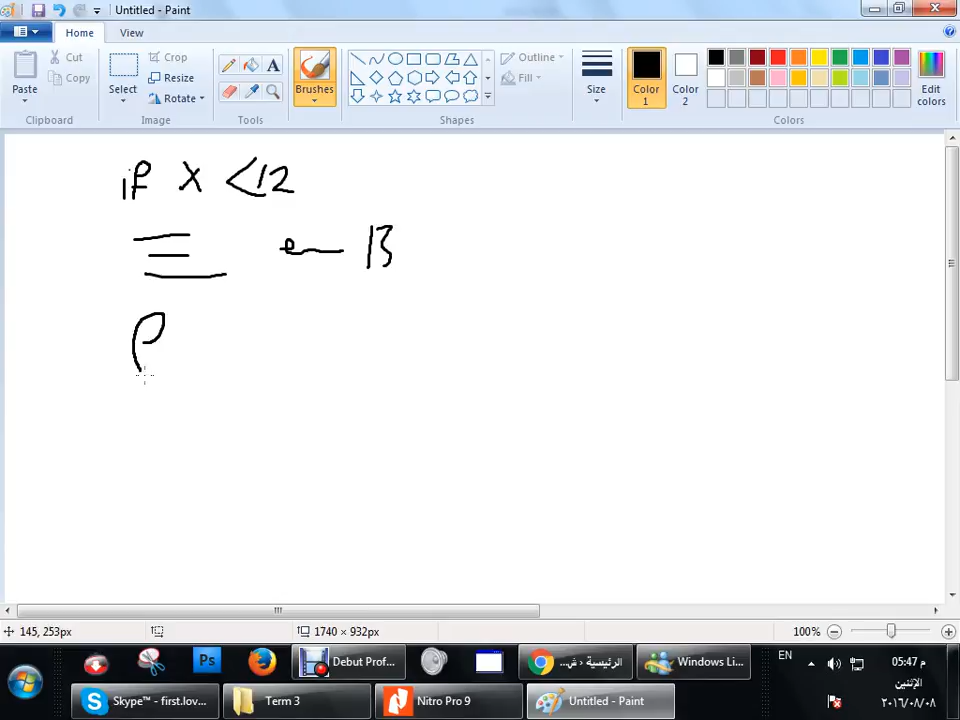 Untitled - Paint
Home View
Paste
Cut
Copy
Clipboard
Select
Crop
Resize
Rotate
Image
A
Tools
Brushes
Outline
Fill
Shapes
Size
Color 1
Color 2
Edit colors
Colors
if x <12
13
145, 253px
1740 × 932px
100%
Ps
Debut Prof...
الرئيسية - ش...
Windows Li...
EN
05:47 م
الإثنين
٢٠١٦/٠٨/٠٨
Skype™ - first.lov...
Term 3
Nitro Pro 9
Untitled - Paint